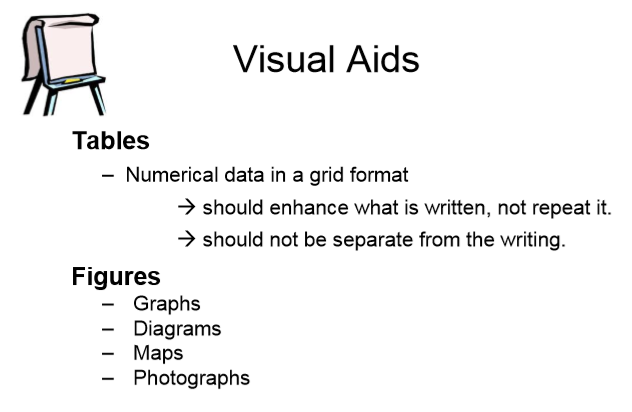 Visual Aids
Tables
– Numerical data in a grid format
→ should enhance what is written, not repeat it.
→ should not be separate from the writing.
Figures
– Graphs
– Diagrams
– Maps
– Photographs